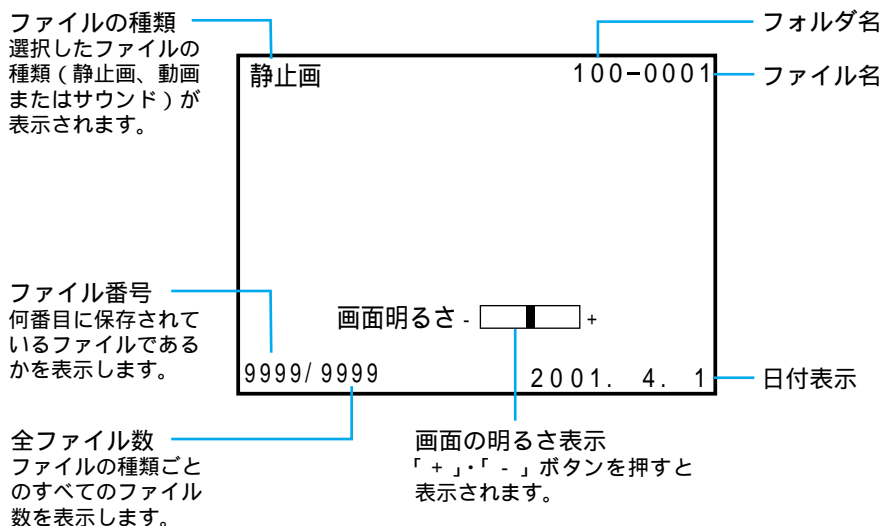 ファイルの種類
選択したファイルの
種類(静止画、動画
またはサウンド)が
表示されます。
フォルダ名
静止画
100-0001
ファイル名
ファイル番号
何番目に保存されて
いるファイルである
かを表示します。
画面明るさ - +
9999/9999
2001. 4. 1
日付表示
全ファイル数
ファイルの種類ごと
のすべてのファイル
数を表示します。
画面の明るさ表示
「+」・「-」ボタンを押すと
表示されます。